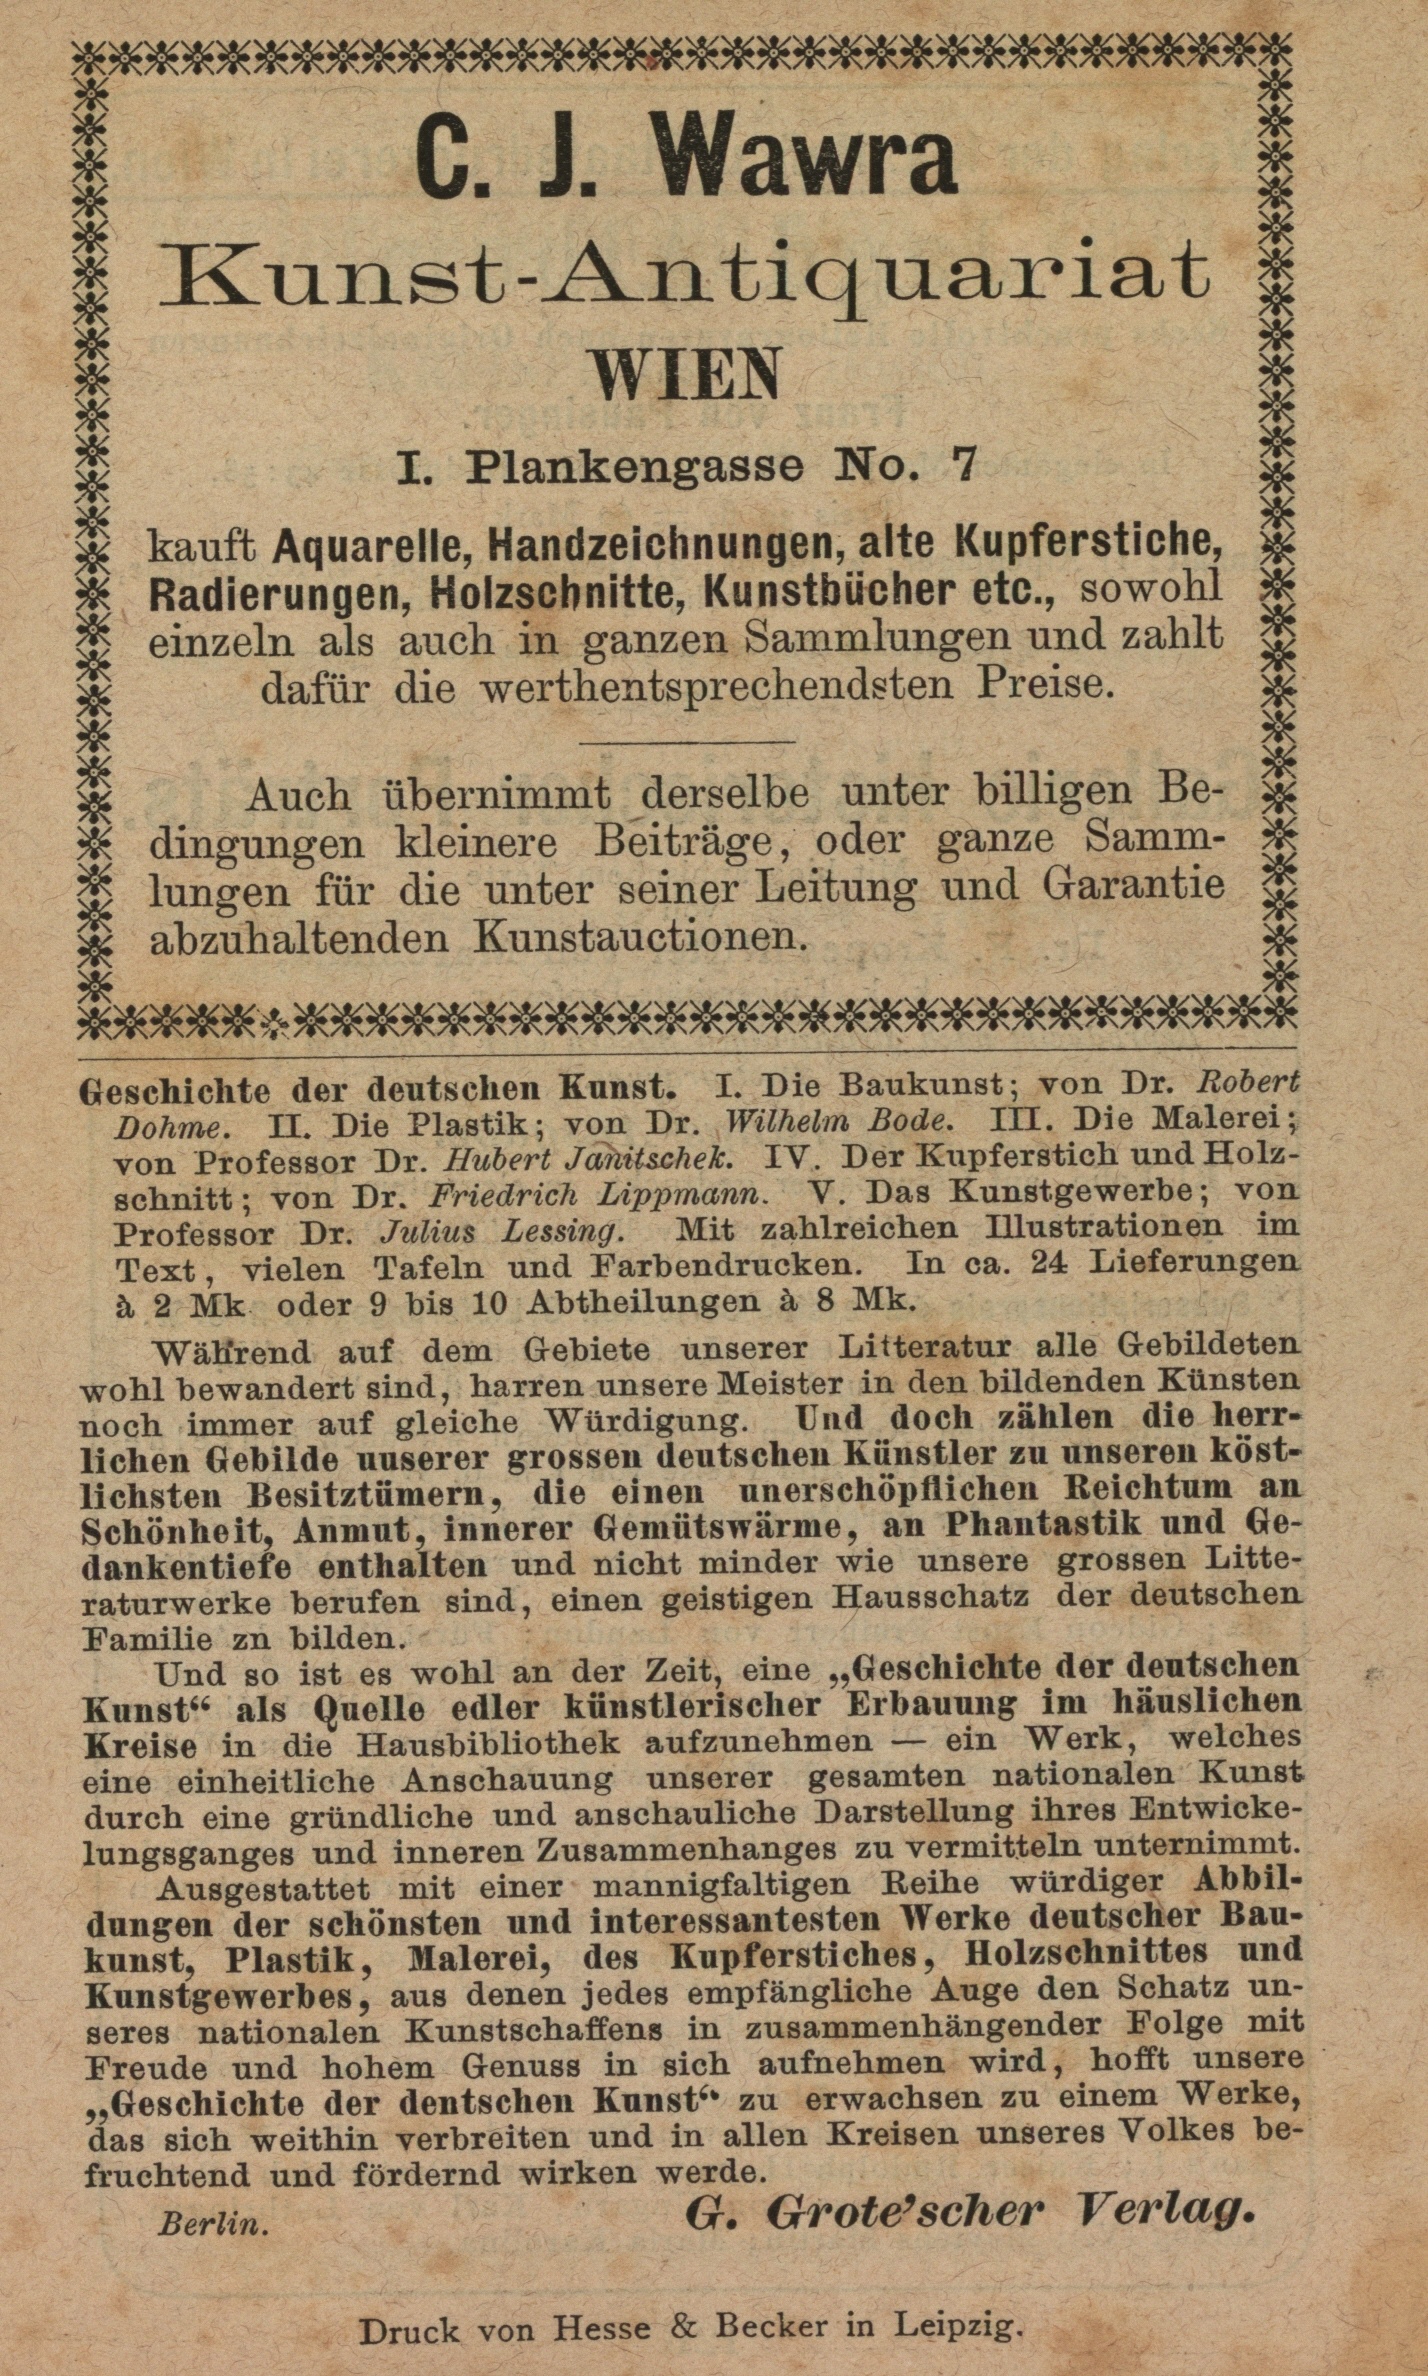 C. J. Wawra
Kunst-Antiquariat
WIEN
I. Plankengasse No. 7
kauft Aquarelle, Handzeichnungen, alte Kupferstiche,
Radierungen, Holzschnitte, Kunstbücher etc., sowohl
einzeln als auch in ganzen Sammlungen und zahlt
dafür die werthentsprechendsten Preise.
Auch übernimmt derselbe unter billigen Be-
dingungen kleinere Beiträge, oder ganze Samm-
lungen für die unter seiner Leitung und Garantie
abzuhaltenden Kunstauctionen.
Geschichte der deutschen Kunst. I. Die Baukunst; von Dr. Robert
Dohme. II. Die Plastik; von Dr. Wilhelm Bode. III. Die Malerei;
von Professor Dr. Hubert Janitschek. IV. Der Kupferstich und Holz-
schnitt; von Dr. Friedrich Lippmann. V. Das Kunstgewerbe; von
Professor Dr. Julius Lessing. Mit zahlreichen Illustrationen im
Text, vielen Tafeln und Farbendrucken. In ca. 24 Lieferungen
à 2 Mk. oder 9 bis 10 Abtheilungen à 8 Mk.
Während auf dem Gebiete unserer Litteratur alle Gebildeten
wohl bewandert sind, harren unsere Meister in den bildenden Künsten
noch immer auf gleiche Würdigung. Und doch zählen die herr-
lichen Gebilde uuserer grossen deutschen Künstler zu unseren köst-
lichsten Besitztümern, die einen unerschöpflichen Reichtum an
Schönheit, Anmut, innerer Gemütswärme, an Phantastik und Ge-
dankentiefe enthalten und nicht minder wie unsere grossen Litte-
raturwerke berufen sind, einen geistigen Hausschatz der deutschen
Familie zn bilden.
Und so ist es wohl an der Zeit, eine „Geschichte der deutschen
Kunst“ als Quelle edler künstlerischer Erbauung im häuslichen
Kreise in die Hausbibliothek aufzunehmen — ein Werk, welches
eine einheitliche Anschauung unserer gesamten nationalen Kunst
durch eine gründliche und anschauliche Darstellung ihres Entwicke-
lungsganges und inneren Zusammenhanges zu vermitteln unternimmt.
Ausgestattet mit einer mannigfaltigen Reihe würdiger Abbil-
dungen der schönsten und interessantesten Werke deutscher Bau-
kunst, Plastik, Malerei, des Kupferstiches, Holzschnittes und
Kunstgewerbes, aus denen jedes empfängliche Auge den Schatz un-
seres nationalen Kunstschaffens in zusammenhängender Folge mit
Freude und hohem Genuss in sich aufnehmen wird, hofft unsere
„Geschichte der dentschen Kunst“ zu erwachsen zu einem Werke,
das sich weithin verbreiten und in allen Kreisen unseres Volkes be-
fruchtend und fördernd wirken werde.
Berlin. G. Grote’scher Verlag.
Druck von Hesse & Becker in Leipzig.